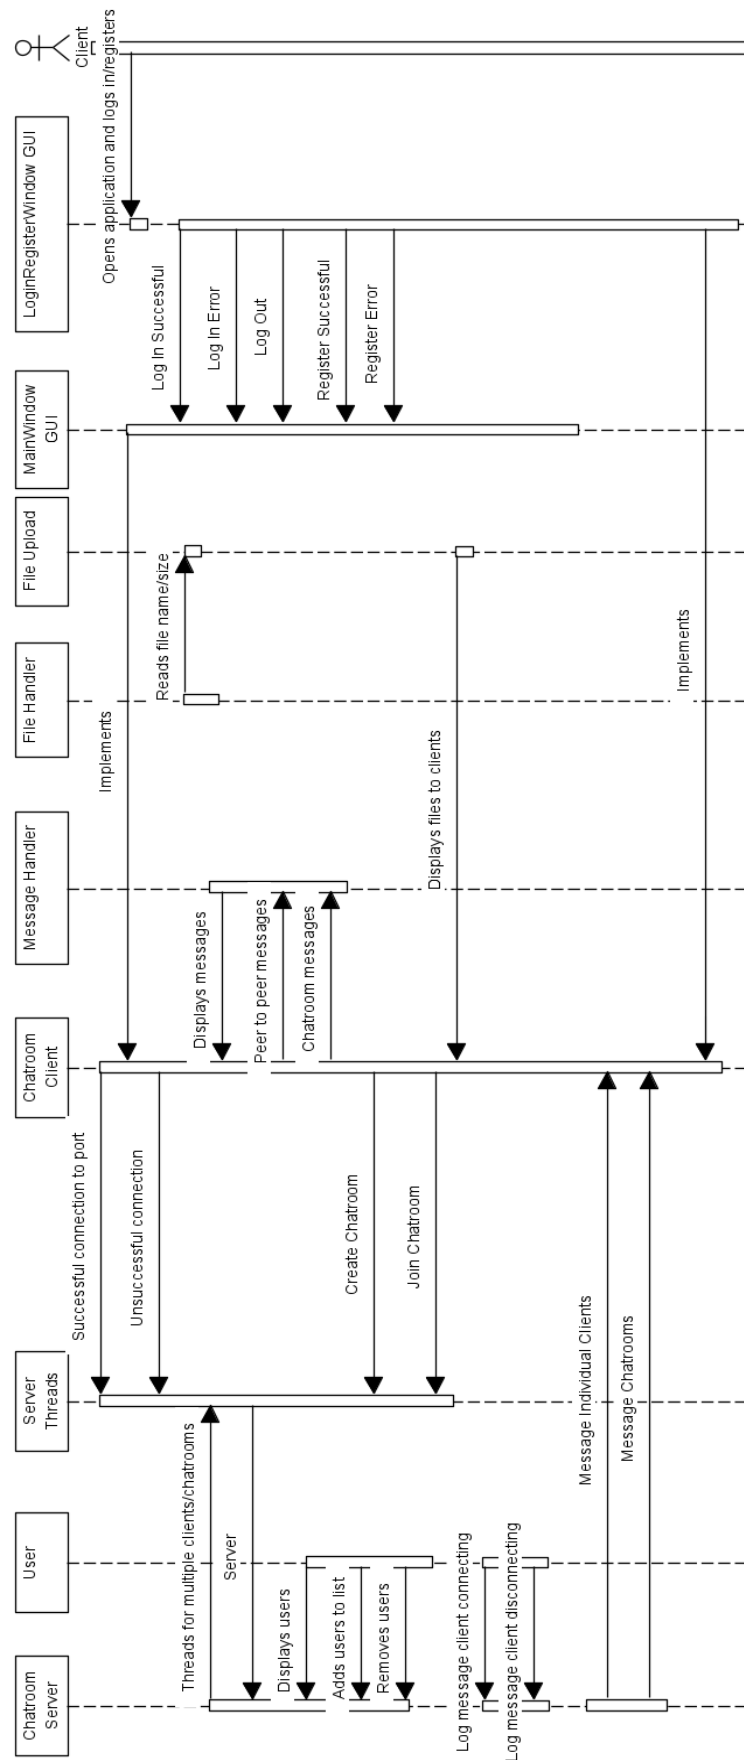 Client
Opens application and logs in/registers
LoginRegisterWindow GUI
Log In Successful
Log In Error
Log Out
Register Successful
Register Error
MainWindow
GUI
File Upload
Reads file name/size
File Handler
Implements
Implements
Displays files to clients
Message Handler
Displays messages
Peer to peer messages
Chatroom messages
Chatroom
Client
Successful connection to port
Unsuccessful connection
Create Chatroom
Join Chatroom
Message Individual Clients
Message Chatrooms
Server
Threads
Threads for multiple clients/chatrooms
Server
User
Displays users
Adds users to list
Removes users
Log message client connecting
Log message client disconnecting
Chatroom
Server